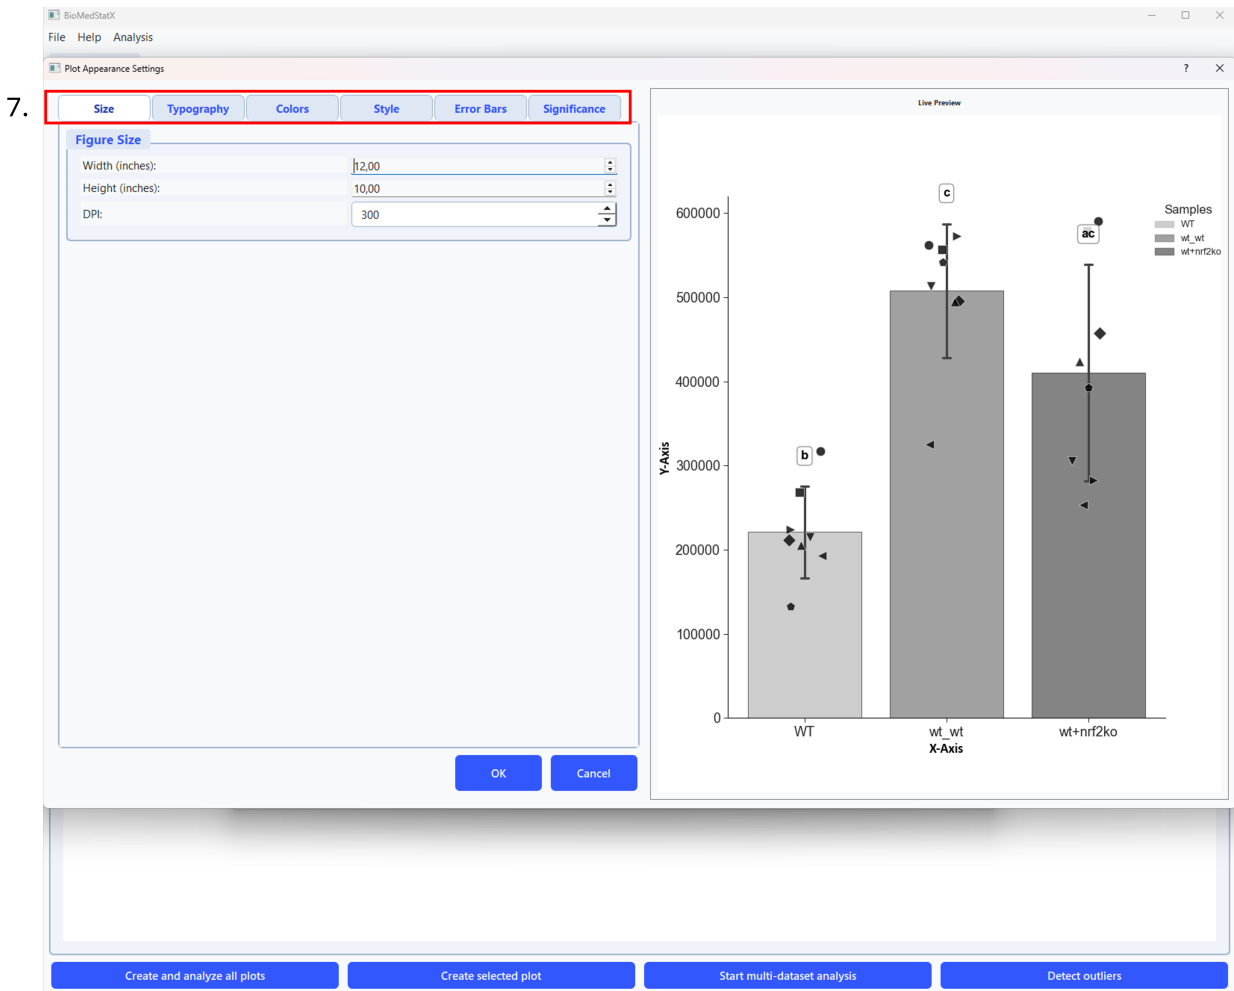 BioMedStatX
File Help Analysis
Plot Appearance Settings
?
7.
Size Typography Colors Style Error Bars Significance
Figure Size
Width (inches): 12,00
Height (inches): 10,00
DPI: 300
OK Cancel
Live Preview
c
600000
Samples
WT
ac
wt_wt
wt+nrf2ko
500000
400000
Y-Axis
b
300000
200000
100000
0
WT wt_wt wt+nrf2ko
X-Axis
Create and analyze all plots Create selected plot Start multi-dataset analysis Detect outliers